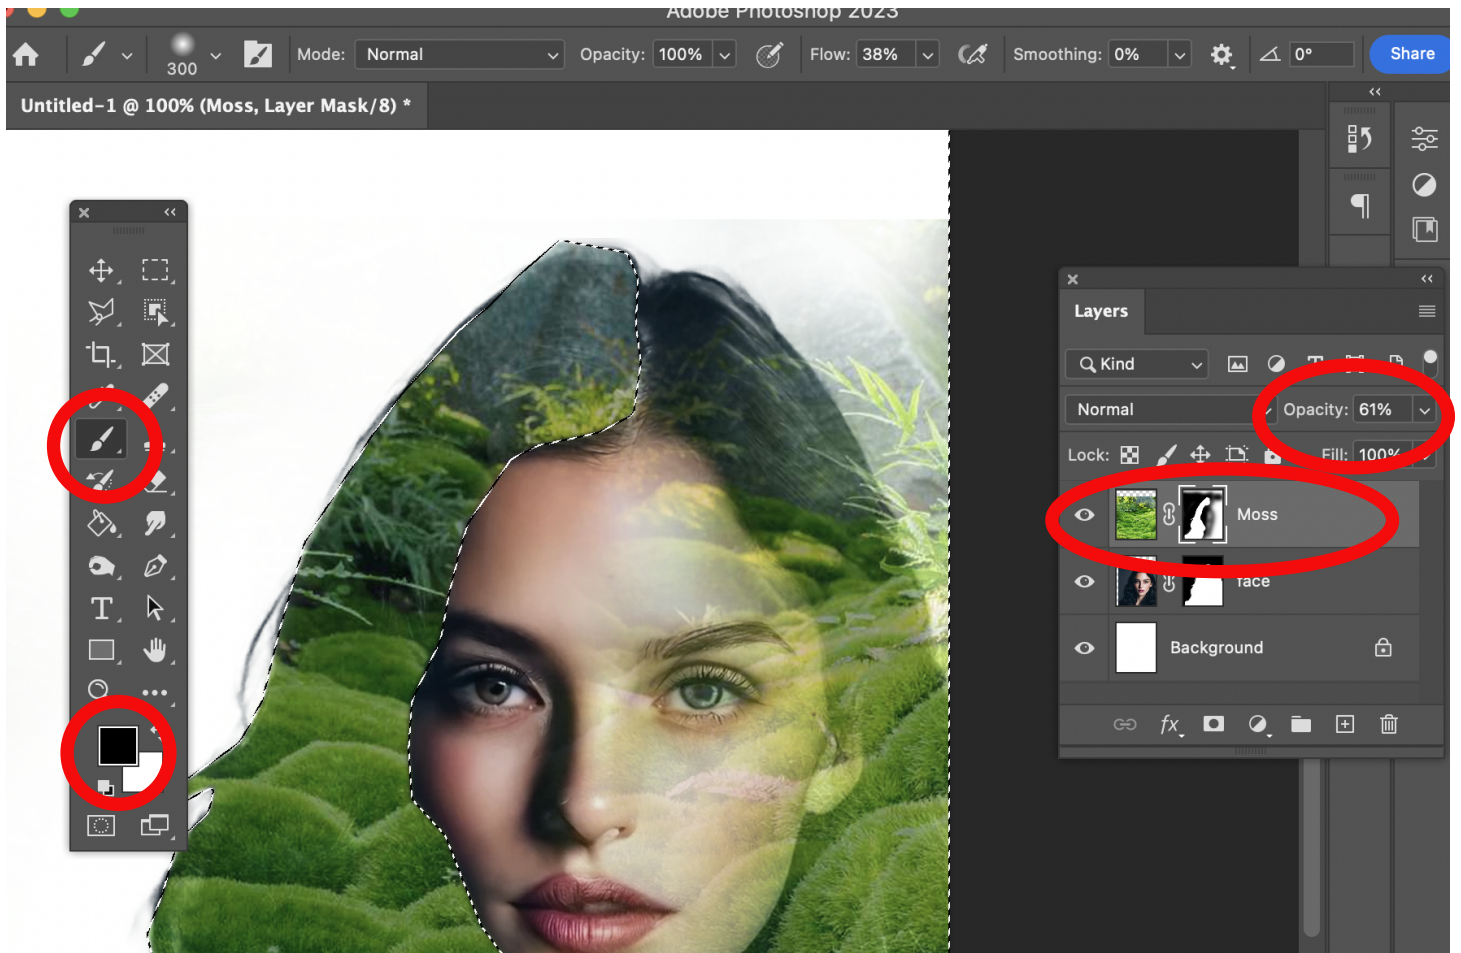 Adobe Photoshop 2023
300
Mode: Normal
Opacity: 100%
Flow: 38%
Smoothing: 0%
0°
Share
Untitled-1 @ 100% (Moss, Layer Mask/8) *
Layers
Kind
Normal
Opacity: 61%
Lock:
Fill: 100%
Moss
face
Background
fx